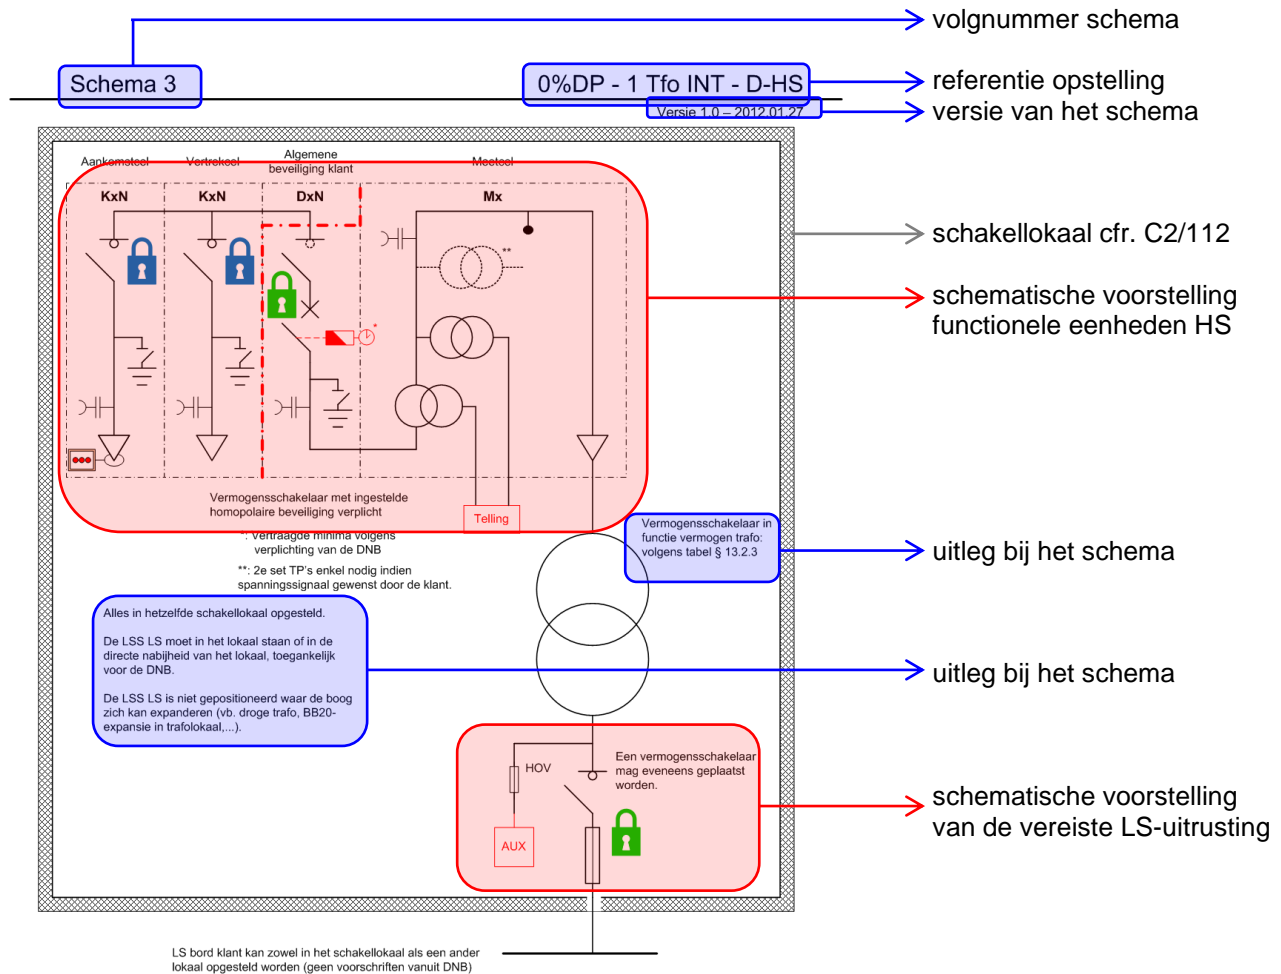 volgnummer schema
Schema 3
0%DP - 1 Tfo INT - D-HS
referentie opstelling
Versie 1.0 – 2012.01.27
versie van het schema
Aankomstcel
Vertrekcel
Algemene
beveiliging klant
Meetcel
KxN
KxN
DxN
Mx
**
schakellokaal cfr. C2/112
schematische voorstelling
functionele eenheden HS
*
Vermogensschakelaar met ingestelde
homopolaire beveiliging verplicht
Telling
*: Vertraagde minima volgens
verplichting van de DNB
**: 2e set TP's enkel nodig indien
spanningssignaal gewenst door de klant.
Vermogensschakelaar in
functie vermogen trafo:
volgens tabel § 13.2.3
uitleg bij het schema
Alles in hetzelfde schakellokaal opgesteld.
De LSS LS moet in het lokaal staan of in de
directe nabijheid van het lokaal, toegankelijk
voor de DNB.
De LSS LS is niet gepositioneerd waar de boog
zich kan expanderen (vb. droge trafo, BB20-
expansie in trafolokaal,...).
uitleg bij het schema
HOV
Een vermogensschakelaar
mag eveneens geplaatst
worden.
AUX
schematische voorstelling
van de vereiste LS-uitrusting
LS bord klant kan zowel in het schakellokaal als een ander
lokaal opgesteld worden (geen voorschriften vanuit DNB)